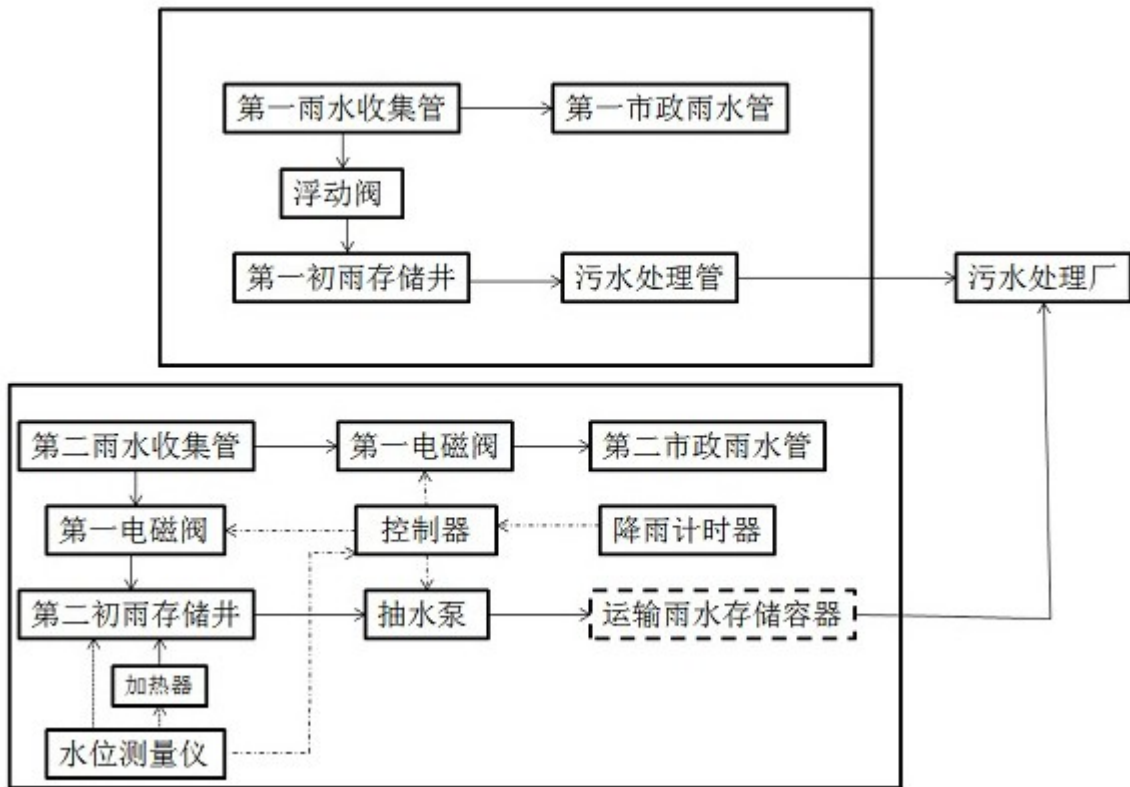 第一雨水收集管
第一市政雨水管
浮动阀
第一初雨存储井
污水处理管
污水处理厂
第二雨水收集管
第一电磁阀
第二市政雨水管
第一电磁阀
控制器
降雨计时器
第二初雨存储井
抽水泵
运输雨水存储容器
加热器
水位测量仪